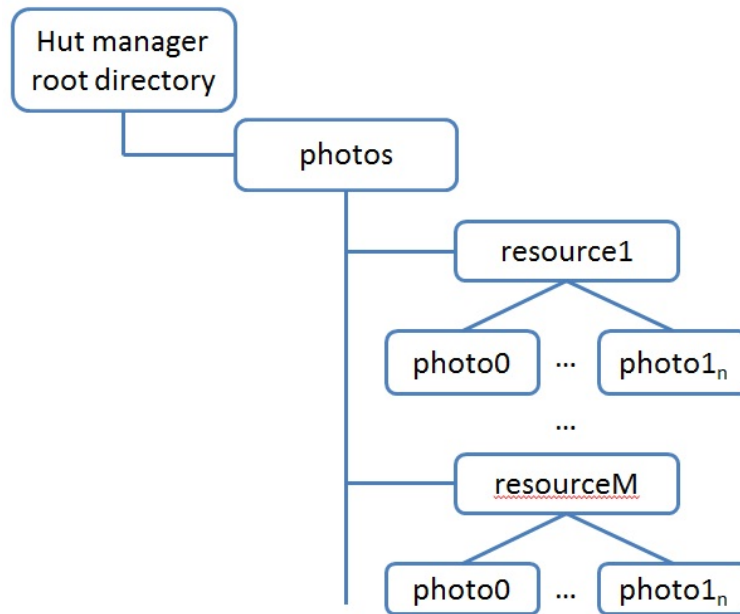 Hut manager
root directory
photos
resource1
photo0 ... photo1ₙ
...
resourceM
photo0 ... photo1ₙ